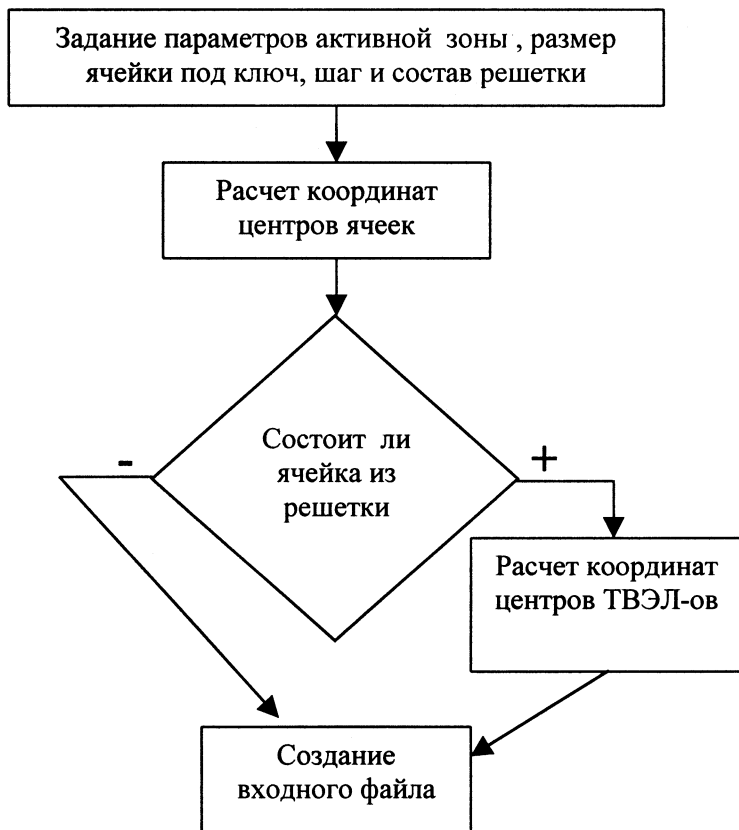 Задание параметров активной зоны , размер
ячейки под ключ, шаг и состав решетки
Расчет координат
центров ячеек
Состоит ли
ячейка из
решетки
-
+
Расчет координат
центров ТВЭЛ-ов
Создание
входного файла